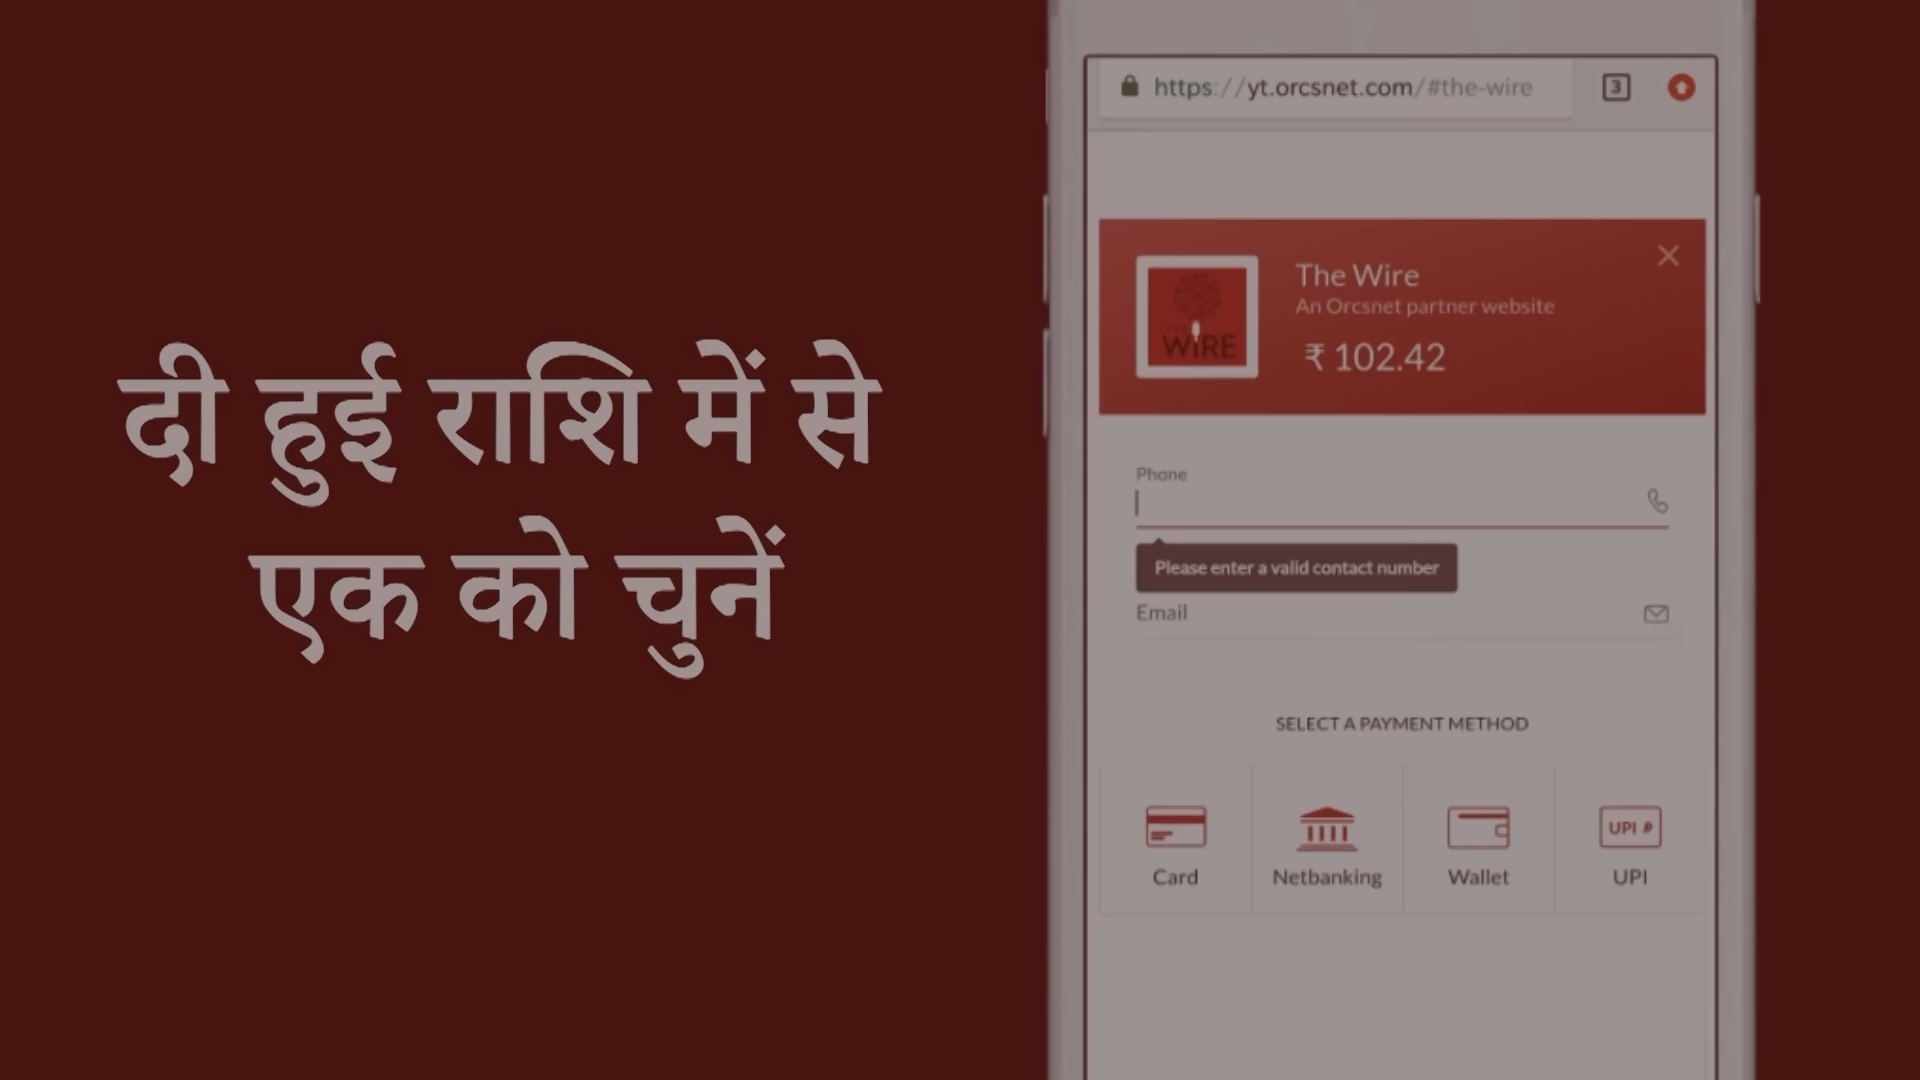 दी हुई राशि में से
एक को चुनें
https://yt.orcsnet.com/#the-wire
3
The Wire
An Orcsnet partner website
₹ 102.42
WIRE
Phone
Please enter a valid contact number
Email
SELECT A PAYMENT METHOD
Card
Netbanking
Wallet
UPI
UPI